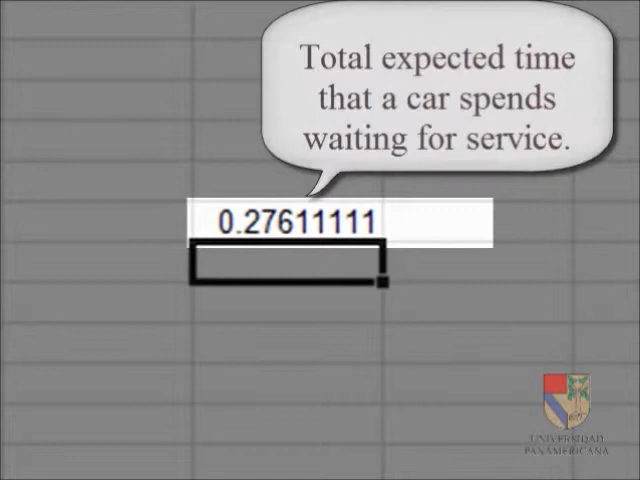 Total expected time
that a car spends
waiting for service.
0.27611111
UNIVERSIDAD
PANAMERICANA